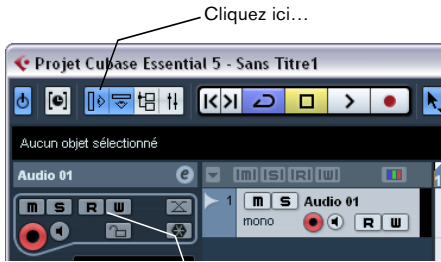 Cliquez ici…
Projet Cubase Essential 5 - Sans Titre1
Aucun objet sélectionné
Audio 01 e M S R W
m S R W 1 m S Audio 01
mono R W